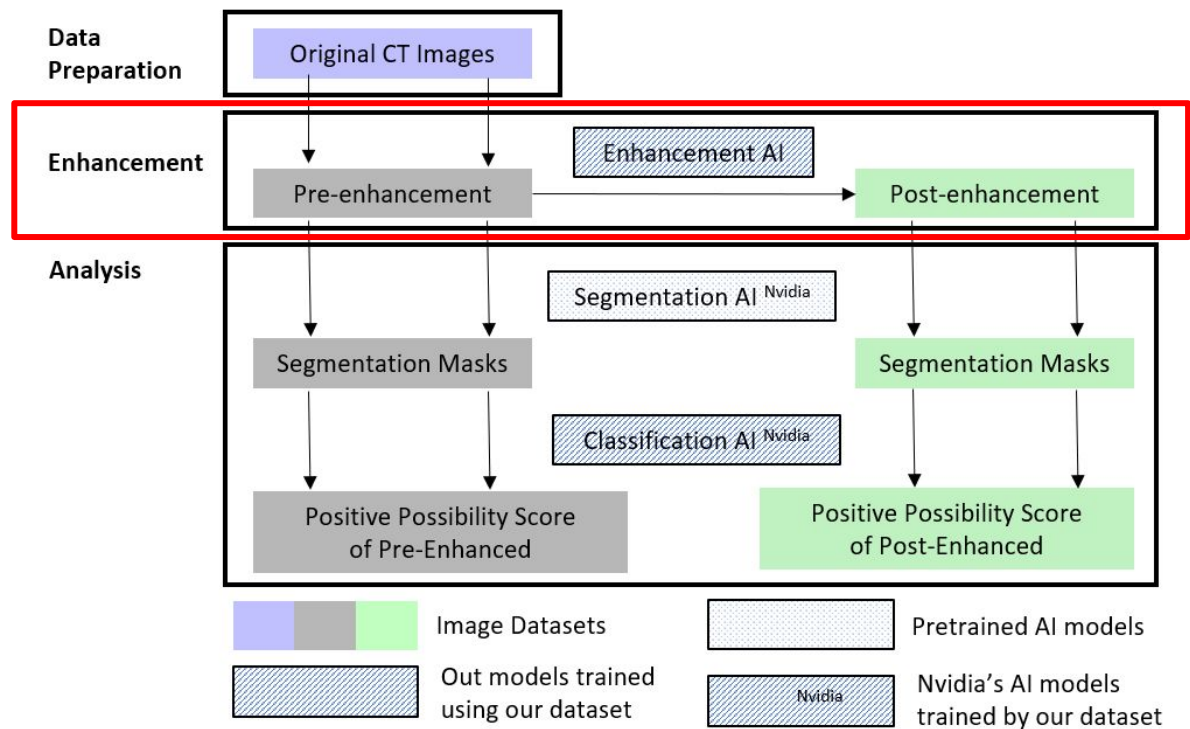 Data
Preparation
Original CT Images
Enhancement
Enhancement AI
Pre-enhancement
Post-enhancement
Analysis
Segmentation AI Nvidia
Segmentation Masks
Segmentation Masks
Classification AI Nvidia
Positive Possibility Score
of Pre-Enhanced
Positive Possibility Score
of Post-Enhanced
Image Datasets
Pretrained AI models
Out models trained
using our dataset
Nvidia
Nvidia's AI models
trained by our dataset